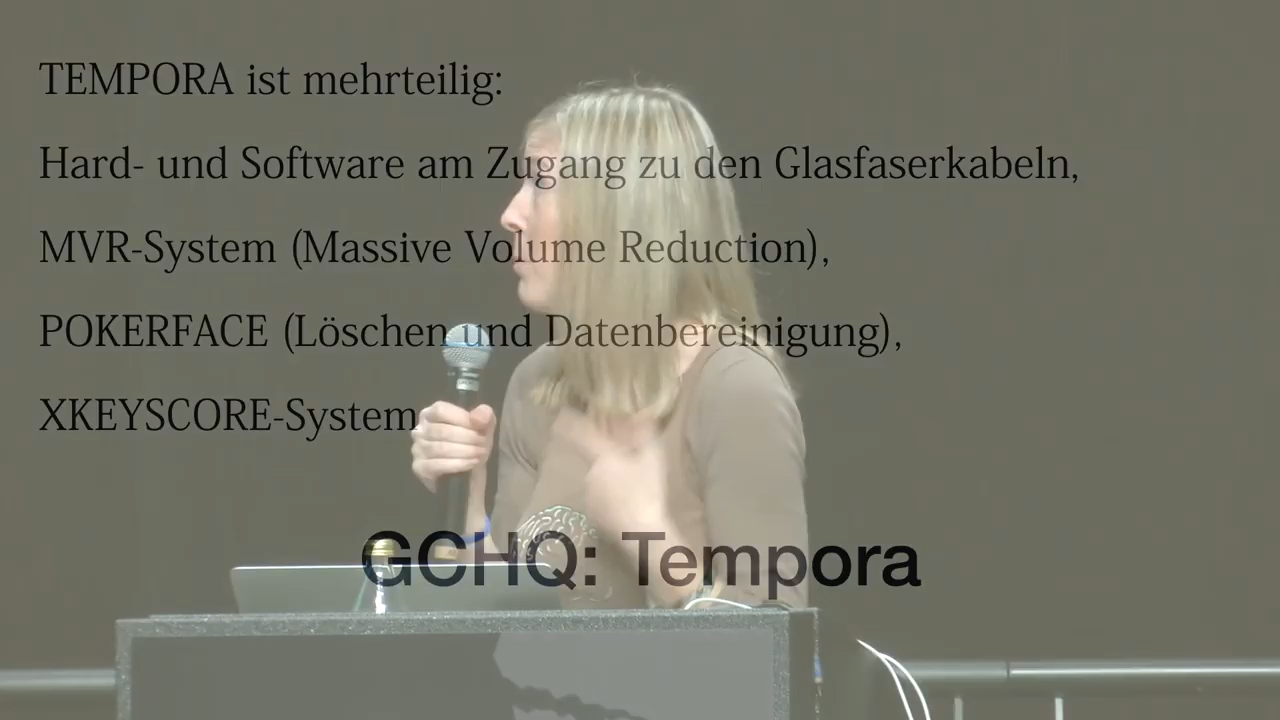 TEMPORA ist mehrteilig:
Hard- und Software am Zugang zu den Glasfaserkabeln,
MVR-System (Massive Volume Reduction),
POKERFACE (Löschen und Datenbereinigung),
XKEYSCORE-System
GCHQ: Tempora